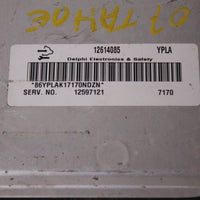 07 TAHOE
12614085 YPLA
Delphi Electronics & Safety
*86YPLAK17170NDZN*
SERV. NO. 12597121 7170